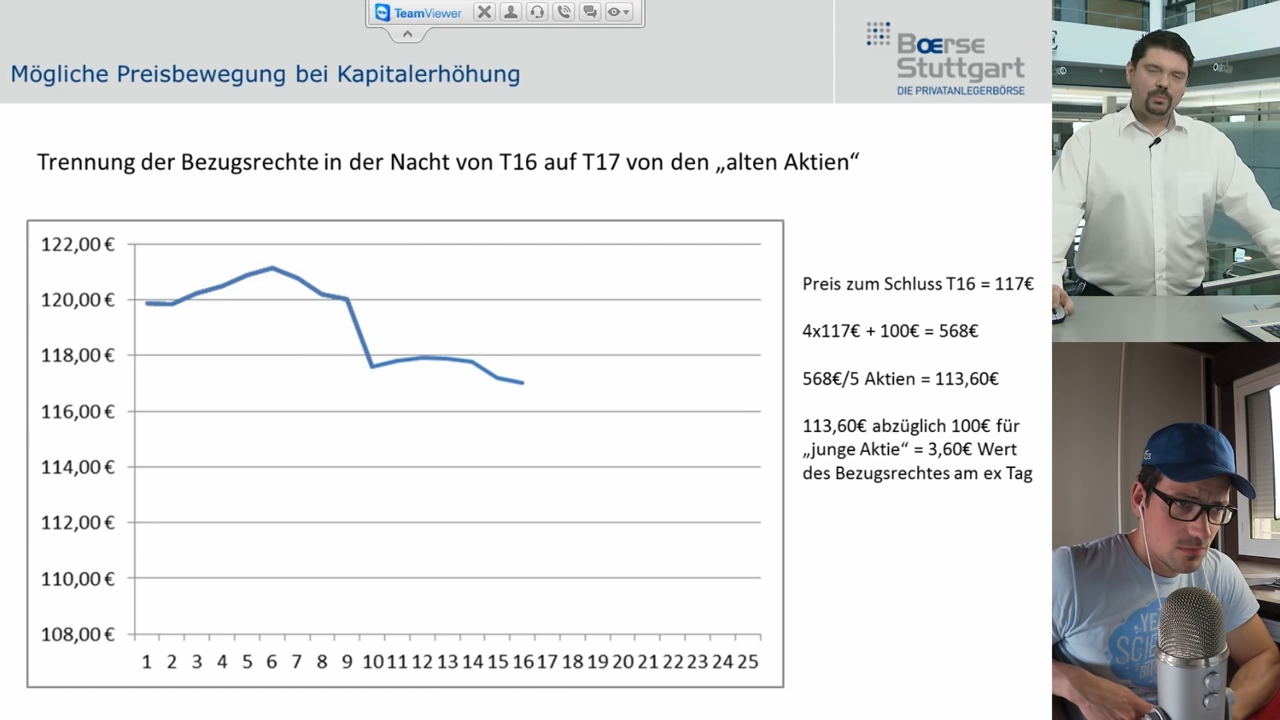 TeamViewer
Mögliche Preisbewegung bei Kapitalerhöhung
BŒRSE
Stuttgart
DIE PRIVATANLEGERBÖRSE
Trennung der Bezugsrechte in der Nacht von T16 auf T17 von den „alten Aktien“
122,00 €
120,00 €
118,00 €
116,00 €
114,00 €
112,00 €
110,00 €
108,00 €
1 2 3 4 5 6 7 8 9 10 11 12 13 14 15 16 17 18 19 20 21 22 23 24 25
Preis zum Schluss T16 = 117€
4x117€ + 100€ = 568€
568€/5 Aktien = 113,60€
113,60€ abzüglich 100€ für
„junge Aktie“ = 3,60€ Wert
des Bezugsrechtes am ex Tag